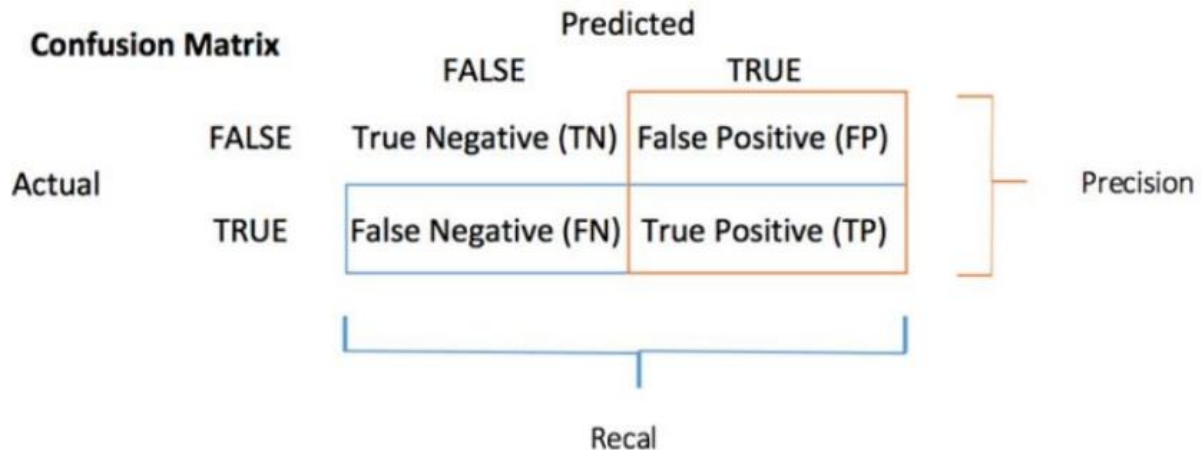 Confusion Matrix
Predicted
FALSE TRUE
FALSE True Negative (TN) False Positive (FP)
Actual
Precision
TRUE False Negative (FN) True Positive (TP)
Recal